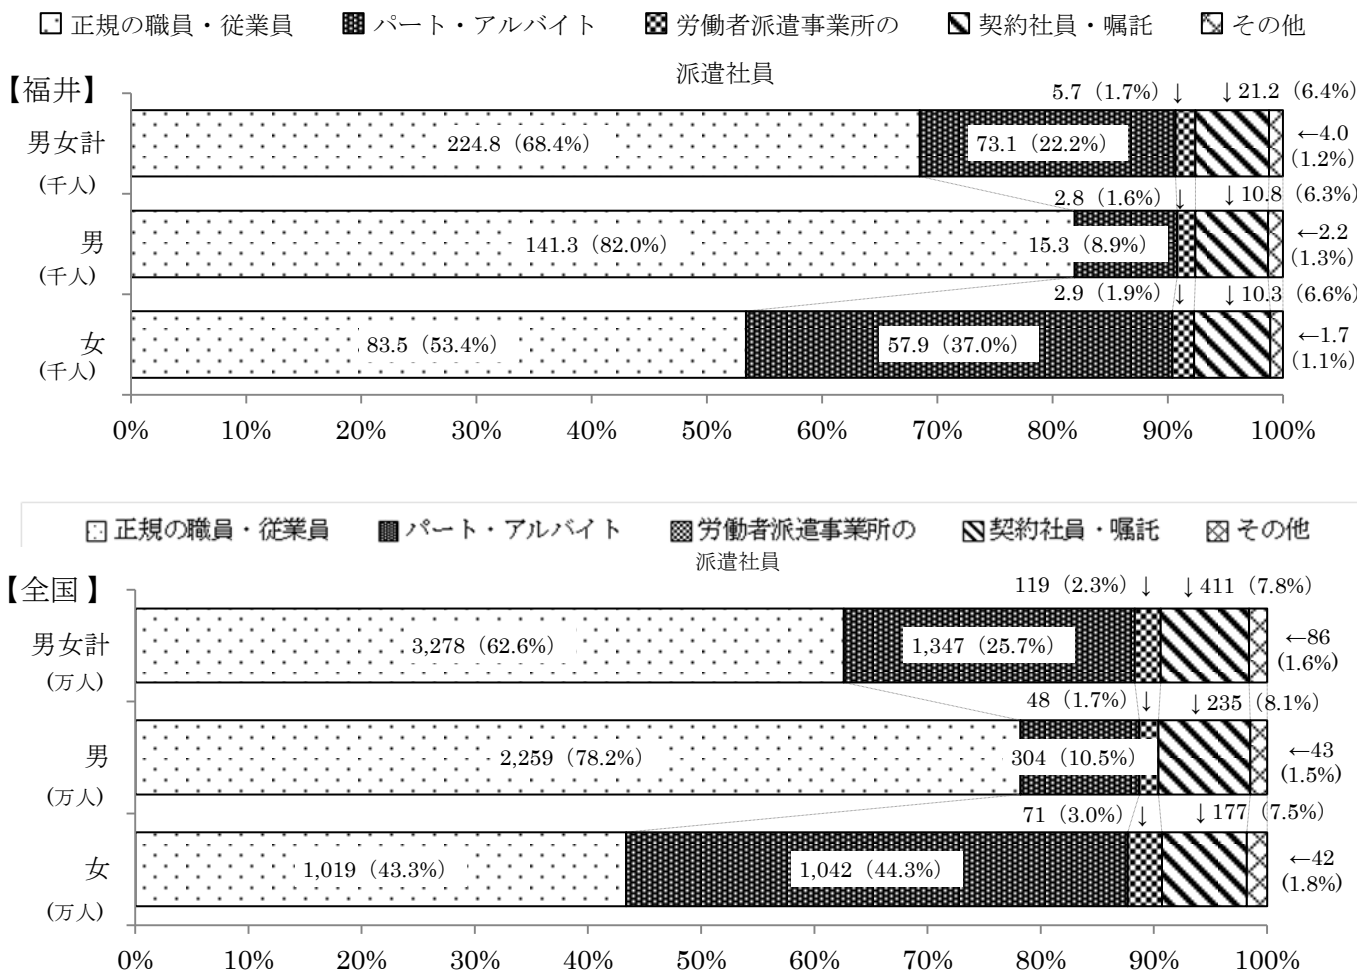 正規の職員・従業員 パート・アルバイト 労働者派遣事業所の 契約社員・嘱託 その他
派遣社員
【福井】
5.7（1.7%）↓ ↓21.2（6.4%）
男女計
(千人)
224.8（68.4%） 73.1（22.2%） ←4.0
(1.2%)
2.8（1.6%）↓ ↓10.8（6.3%）
男
(千人)
141.3（82.0%） 15.3（8.9%） ←2.2
(1.3%)
2.9（1.9%）↓ ↓10.3（6.6%）
女
(千人)
83.5（53.4%） 57.9（37.0%） ←1.7
(1.1%)
0% 10% 20% 30% 40% 50% 60% 70% 80% 90% 100%
正規の職員・従業員 パート・アルバイト 労働者派遣事業所の 契約社員・嘱託 その他
派遣社員
【全国】
119（2.3%）↓ ↓411（7.8%）
男女計
(万人)
3,278（62.6%） 1,347（25.7%） ←86
(1.6%)
48（1.7%）↓ ↓235（8.1%）
男
(万人)
2,259（78.2%） 304（10.5%） ←43
(1.5%)
71（3.0%）↓ ↓177（7.5%）
女
(万人)
1,019（43.3%） 1,042（44.3%） ←42
(1.8%)
0% 10% 20% 30% 40% 50% 60% 70% 80% 90% 100%